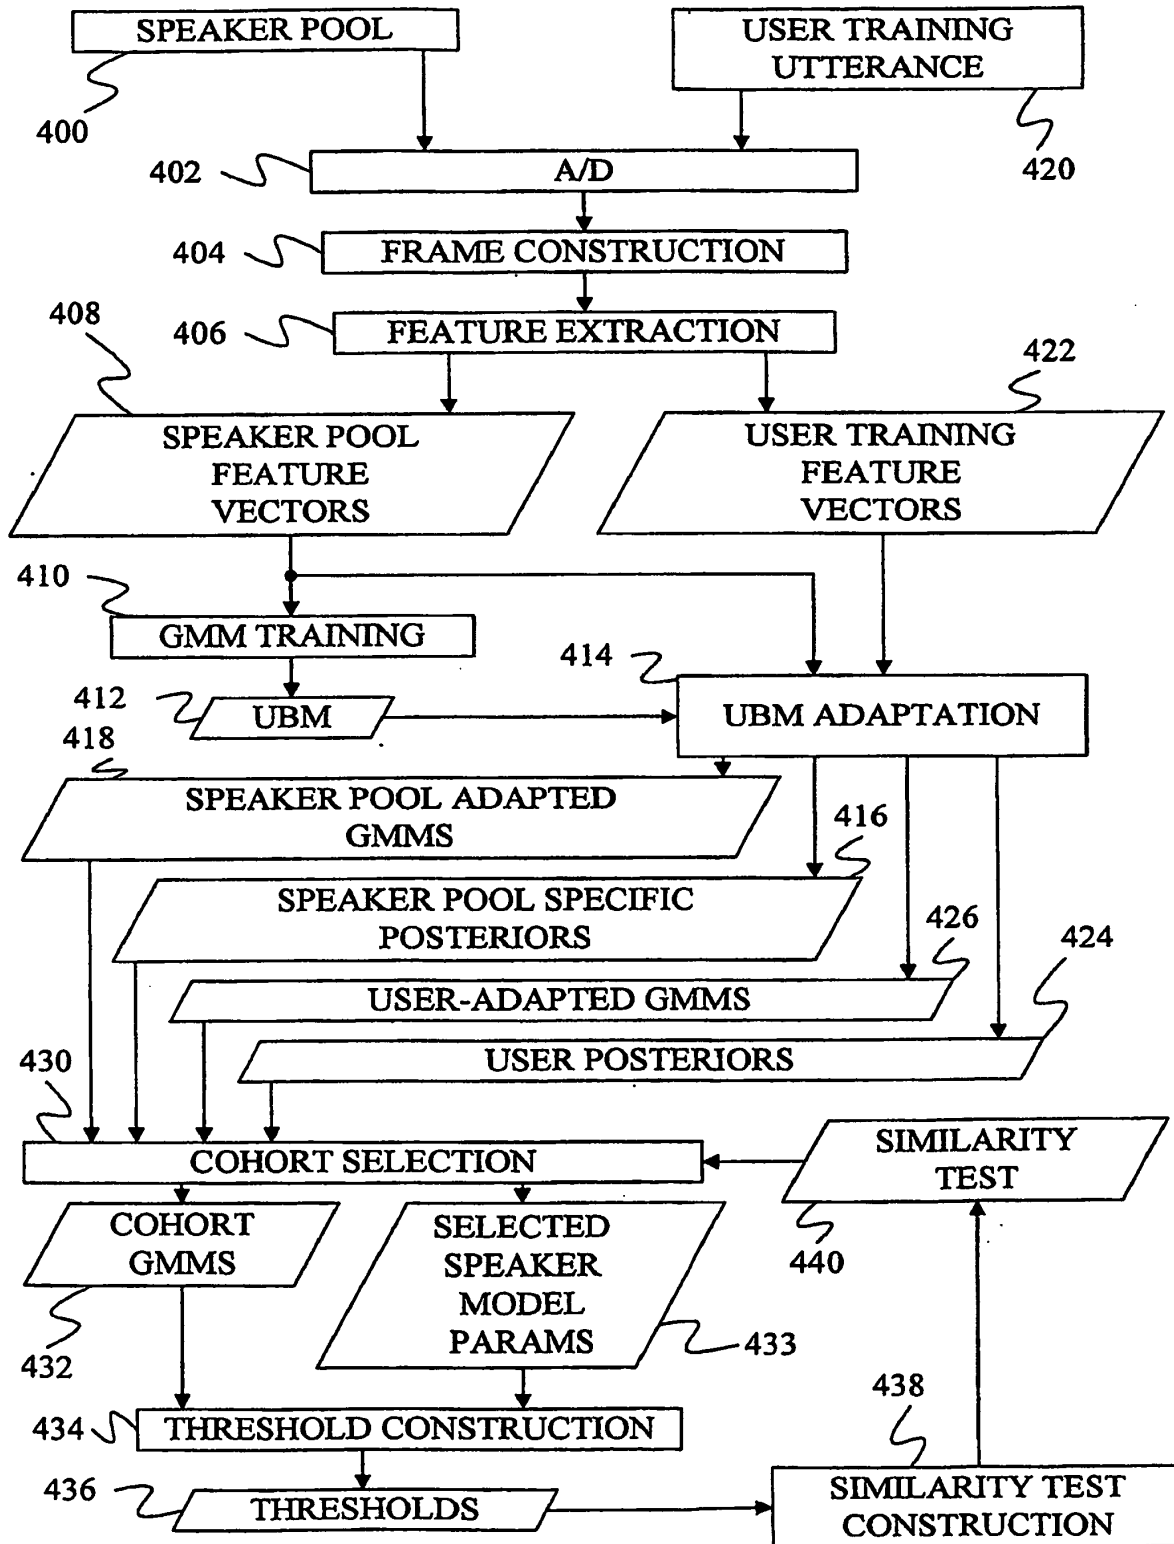 SPEAKER POOL
USER TRAINING
UTTERANCE
400
420
402
A/D
404
FRAME CONSTRUCTION
408
406
FEATURE EXTRACTION
422
SPEAKER POOL
FEATURE
VECTORS
USER TRAINING
FEATURE
VECTORS
410
GMM TRAINING
414
412
UBM
UBM ADAPTATION
418
SPEAKER POOL ADAPTED
GMMS
416
SPEAKER POOL SPECIFIC
POSTERIORS
426
424
USER-ADAPTED GMMS
USER POSTERIORS
430
COHORT SELECTION
SIMILARITY
TEST
COHORT
GMMS
SELECTED
SPEAKER
MODEL
PARAMS
440
432
433
438
434
THRESHOLD CONSTRUCTION
436
THRESHOLDS
SIMILARITY TEST
CONSTRUCTION